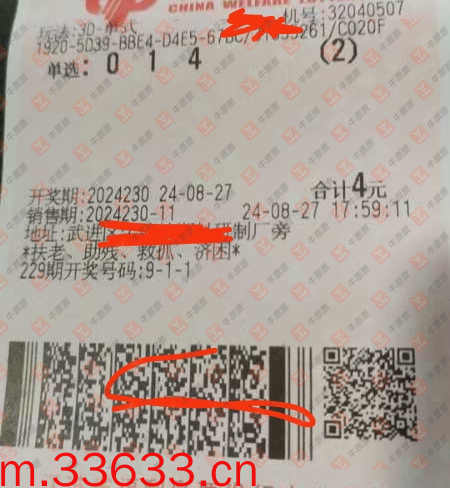 CHINA WELFARE
玩法:3D-单式 机号:32040507
1920-5D39-BBE4-D4E5-67BC/ 261/C020F
单选: 0 1 4 (2)
开奖期:2024230 24-08-27 合计4元
销售期:2024230-11 24-08-27 17:59:11
地址:武进区 研制厂旁
*扶老、助残、救抓、济困*
229期开奖号码:9-1-1
m.33633.cn